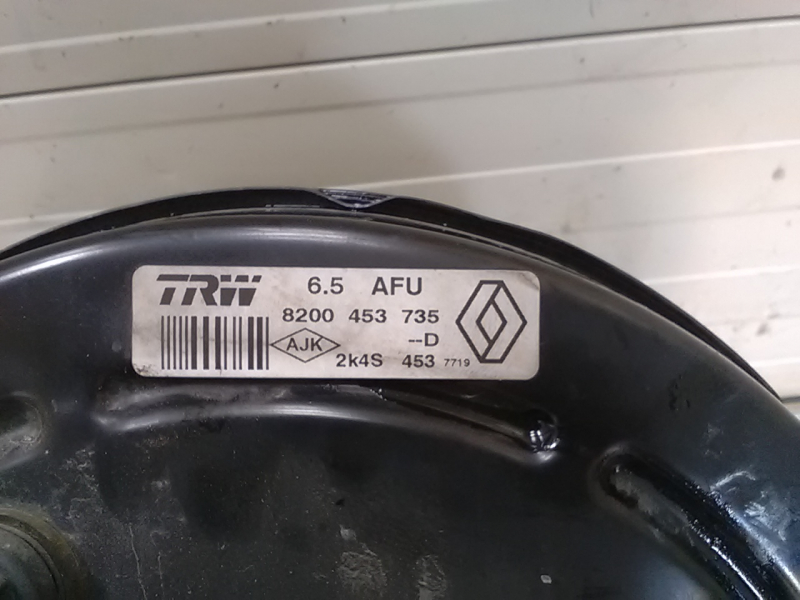 TRW 6.5 AFU
8200 453 735
AJK --D
2k4S 453 7719